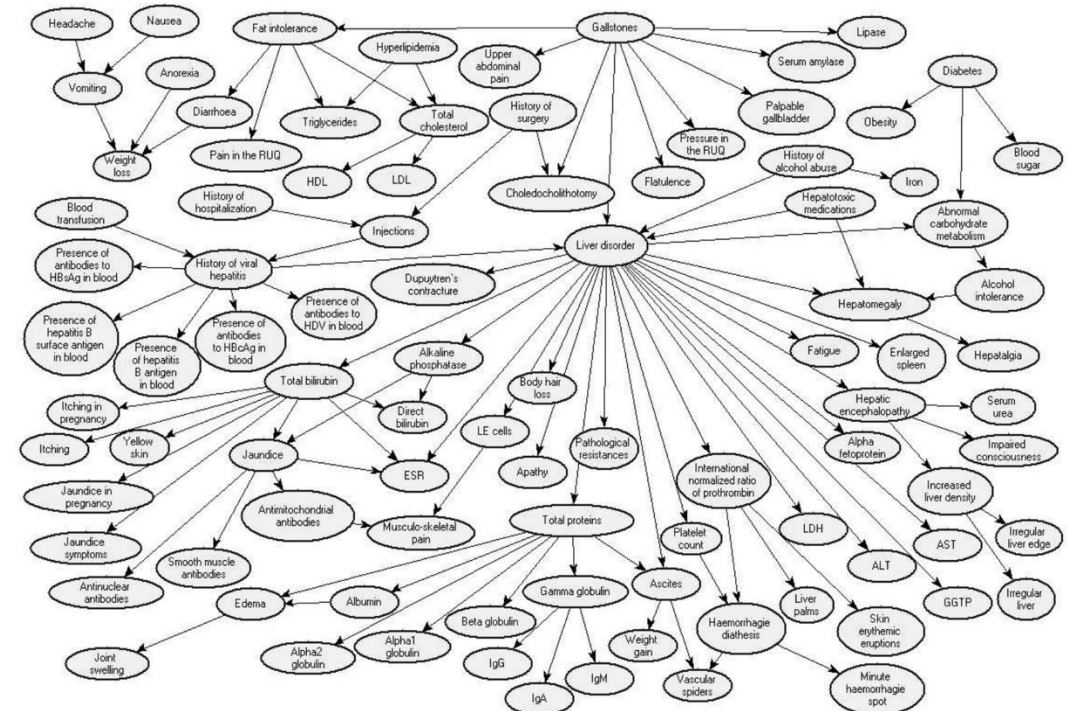 Headache
Nausea
Fat intolerance
Gallstones
Lipase
Hyperlipidemia
Upper
abdominal
pain
Serum amylase
Vomiting
Anorexia
Diabetes
Diarrhoea
Triglycerides
Total
cholesterol
History of
surgery
Palpable
gallbladder
Obesity
Pressure in
the RUQ
Weight
loss
Pain in the RUQ
HDL
LDL
Choledocholithotomy
Flatulence
History of
alcohol abuse
Blood
sugar
Iron
Blood
transfusion
History of
hospitalization
Injections
Hepatotoxic
medications
Abnormal
carbohydrate
metabolism
Liver disorder
Presence of
antibodies to
HBsAg in blood
History of viral
hepatitis
Dupuytren's
contracture
Alcohol
intolerance
Hepatomegaly
Presence of
hepatitis B
surface antigen
in blood
Presence
of hepatitis
B antigen
in blood
Presence of
antibodies
to HBcAg in
blood
Presence of
antibodies to
HDV in blood
Alkaline
phosphatase
Fatigue
Enlarged
spleen
Hepatalgia
Total bilirubin
Body hair
loss
Hepatic
encephalopathy
Serum
urea
Itching in
pregnancy
Direct
bilirubin
Itching
Yellow
skin
Jaundice
LE cells
Pathological
resistances
Alpha
fetoprotein
Impaired
consciousness
ESR
Apathy
International
normalized ratio
of prothrombin
Increased
liver density
Jaundice in
pregnancy
Antimitochondrial
antibodies
Musculo-skeletal
pain
Total proteins
Platelet
count
LDH
Irregular
liver edge
Jaundice
symptoms
AST
Smooth muscle
antibodies
ALT
Antinuclear
antibodies
Gamma globulin
Ascites
Edema
Albumin
Liver
palms
GGTP
Irregular
liver
Beta globulin
Haemorrhagie
diathesis
Skin
erythemic
eruptions
Joint
swelling
Alpha2
globulin
Alpha1
globulin
Weight
gain
IgG
IgM
IgA
Vascular
spiders
Minute
haemorrhagie
spot